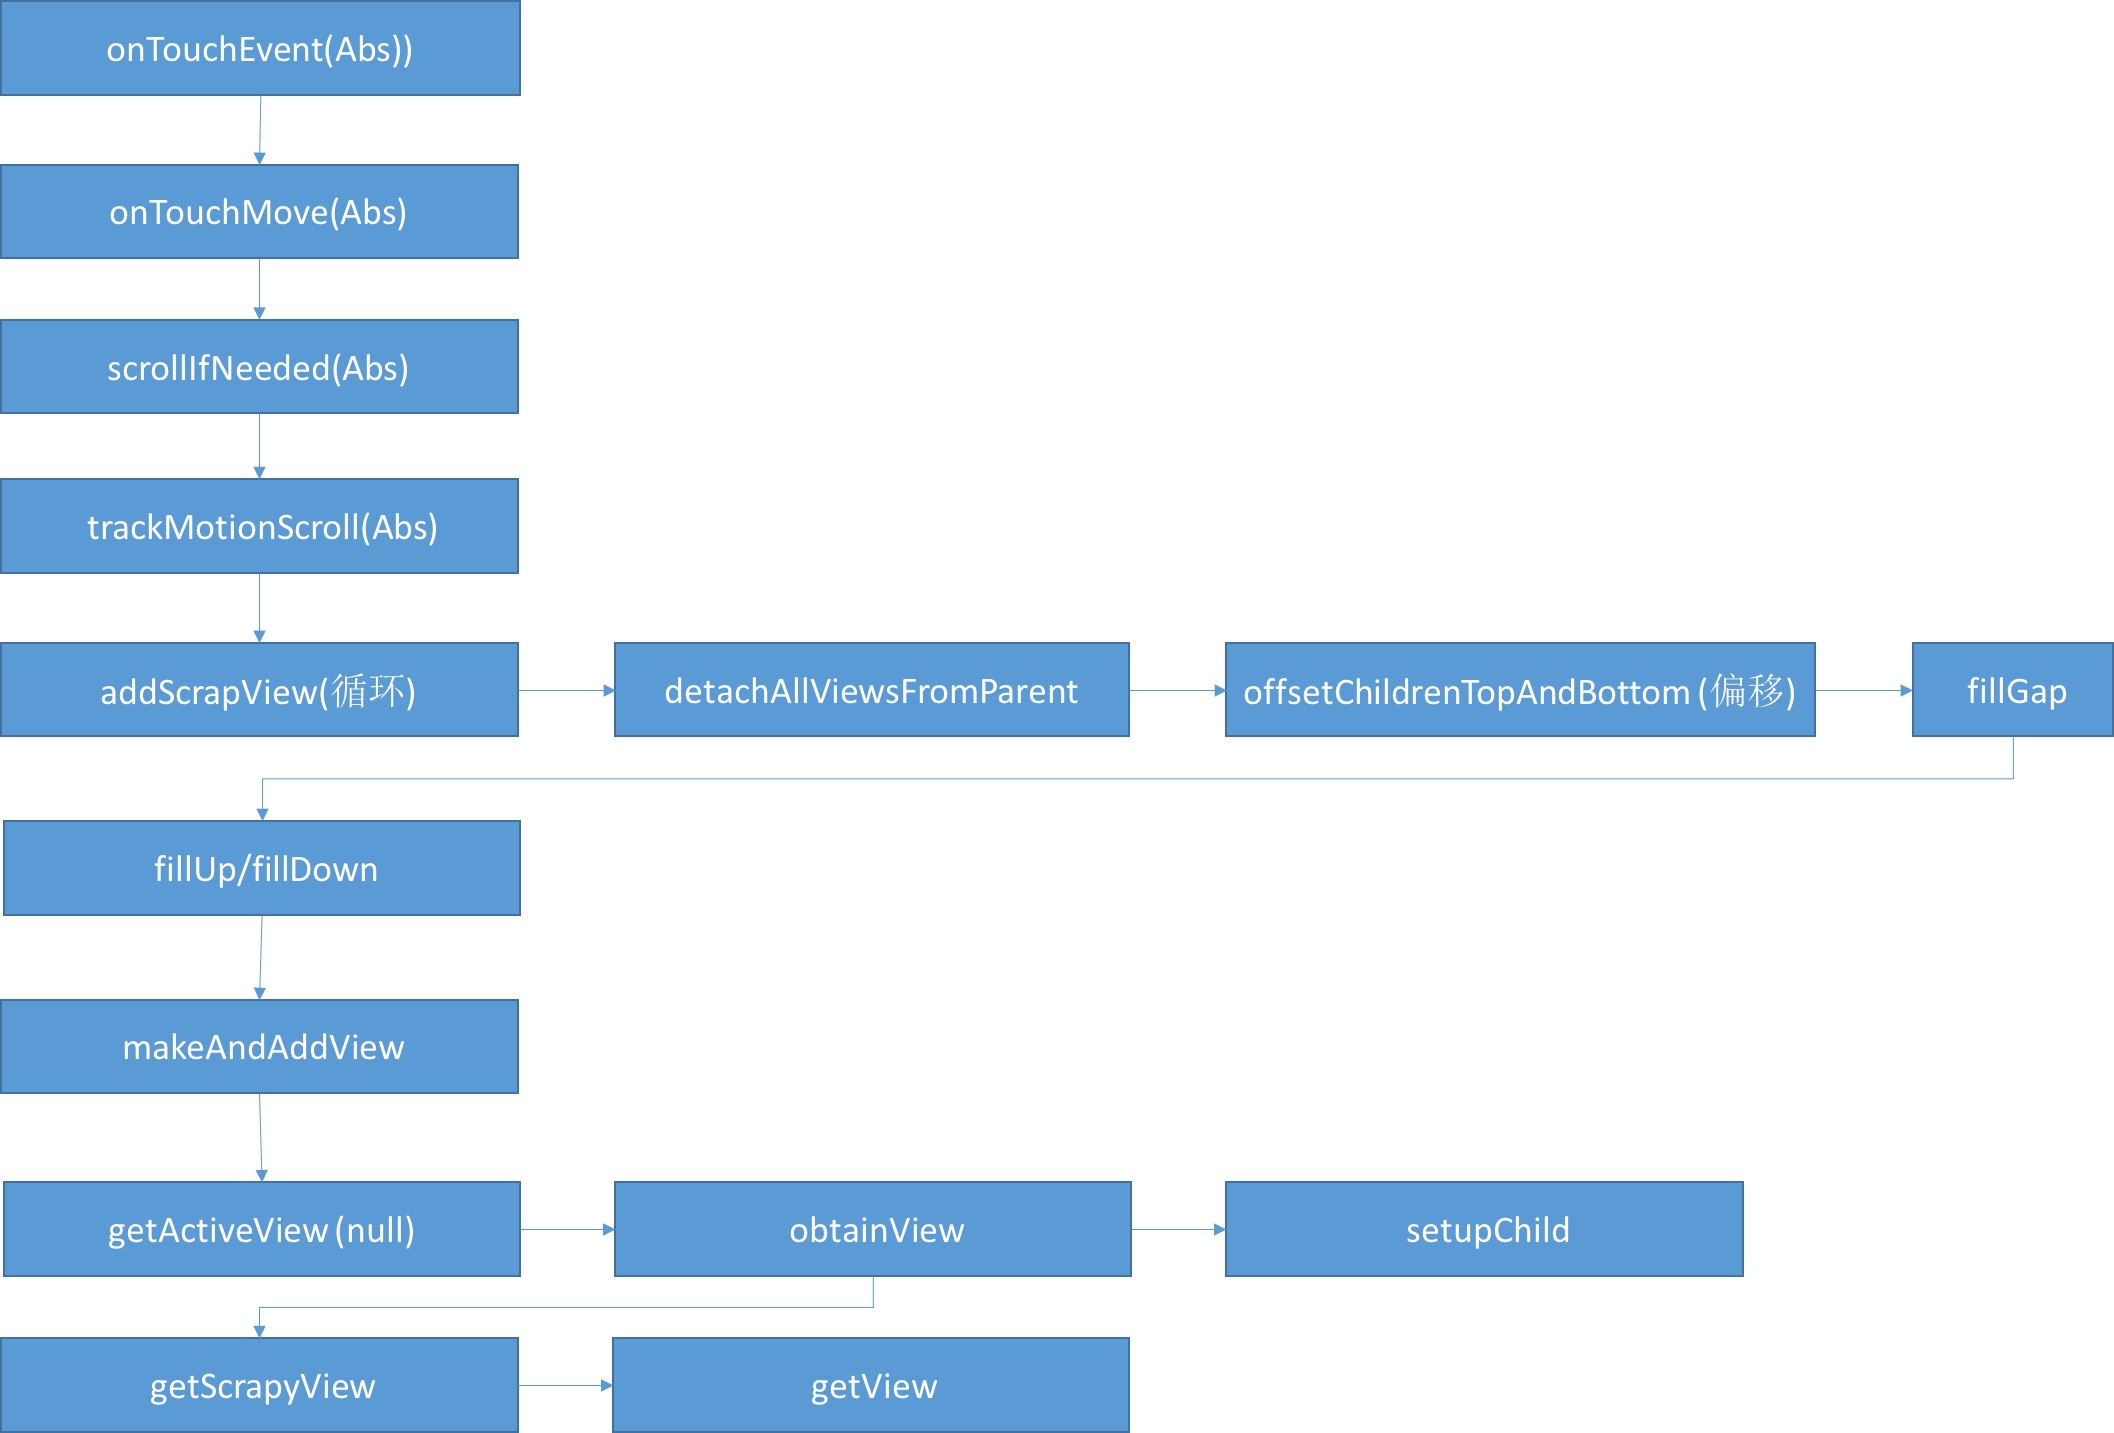 onTouchEvent(Abs))
onTouchMove(Abs)
scrollIfNeeded(Abs)
trackMotionScroll(Abs)
addScrapView(循环)
detachAllViewsFromParent
offsetChildrenTopAndBottom (偏移)
fillGap
fillUp/fillDown
makeAndAddView
getActiveView (null)
obtainView
setupChild
getScrapyView
getView